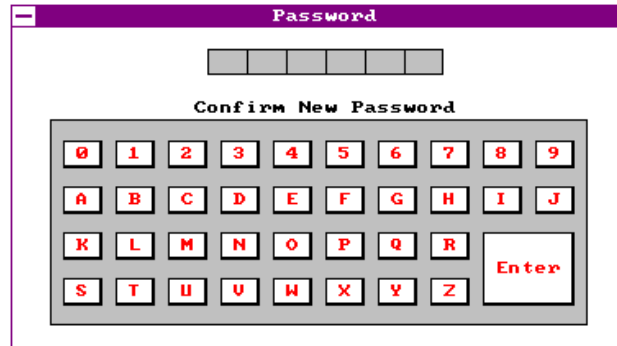 Password
Confirm New Password
0 1 2 3 4 5 6 7 8 9
A B C D E F G H I J
K L M N O P Q R
Enter
S T U V W X Y Z